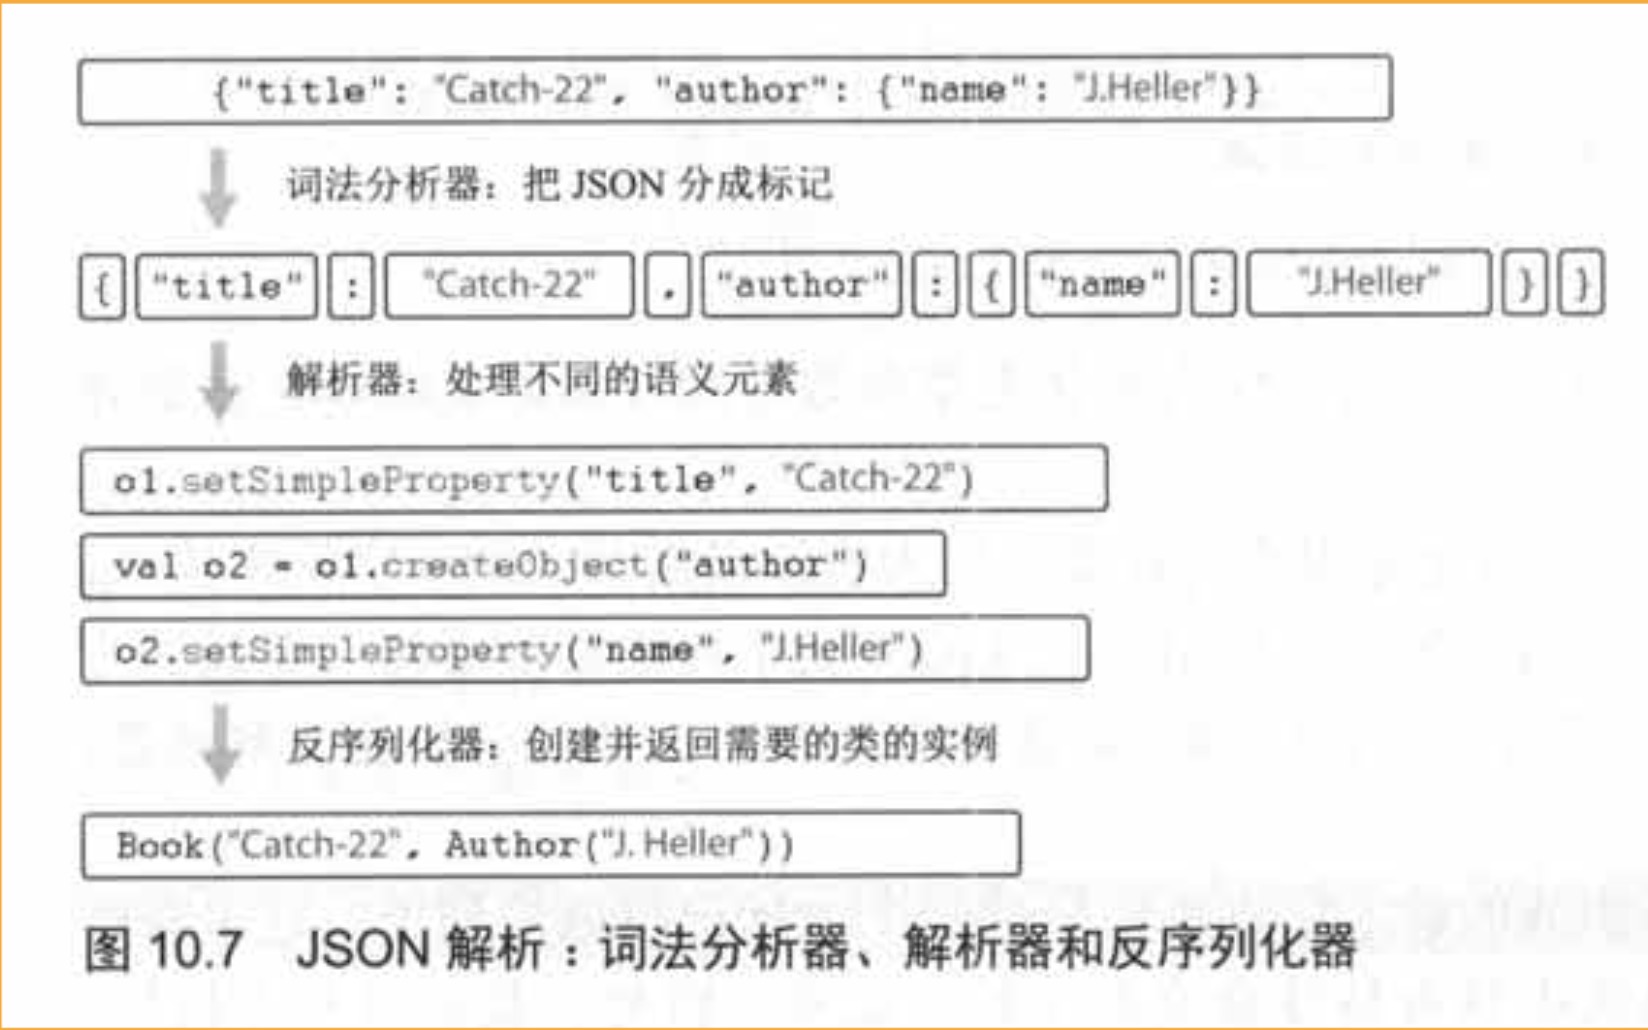 {"title": "Catch-22", "author": {"name": "J.Heller"}}
词法分析器：把 JSON 分成标记
{ "title" : "Catch-22" , "author" : { "name" : "J.Heller" } }
解析器：处理不同的语义元素
o1.setSimpleProperty("title", "Catch-22")
val o2 = o1.createObject("author")
o2.setSimpleProperty("name", "J.Heller")
反序列化器：创建并返回需要的类的实例
Book("Catch-22", Author("J. Heller"))
图 10.7 JSON 解析：词法分析器、解析器和反序列化器